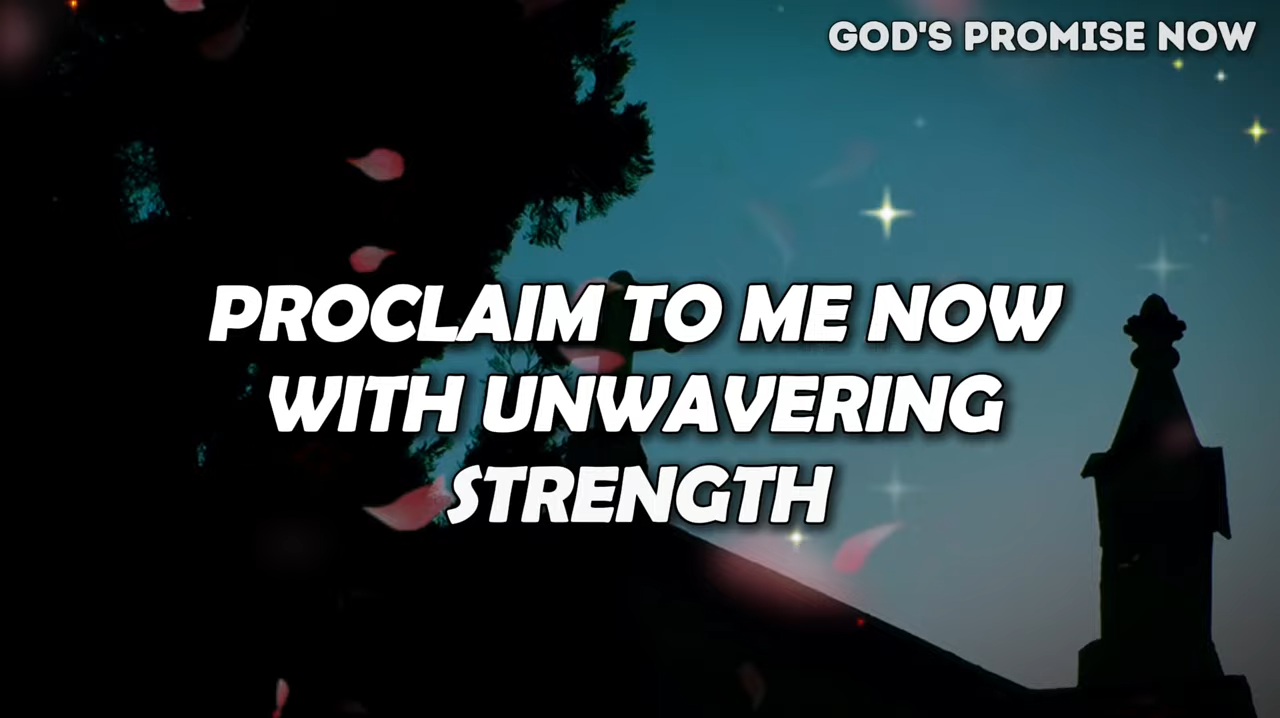 GOD'S PROMISE NOW
PROCLAIM TO ME NOW
WITH UNWAVERING
STRENGTH